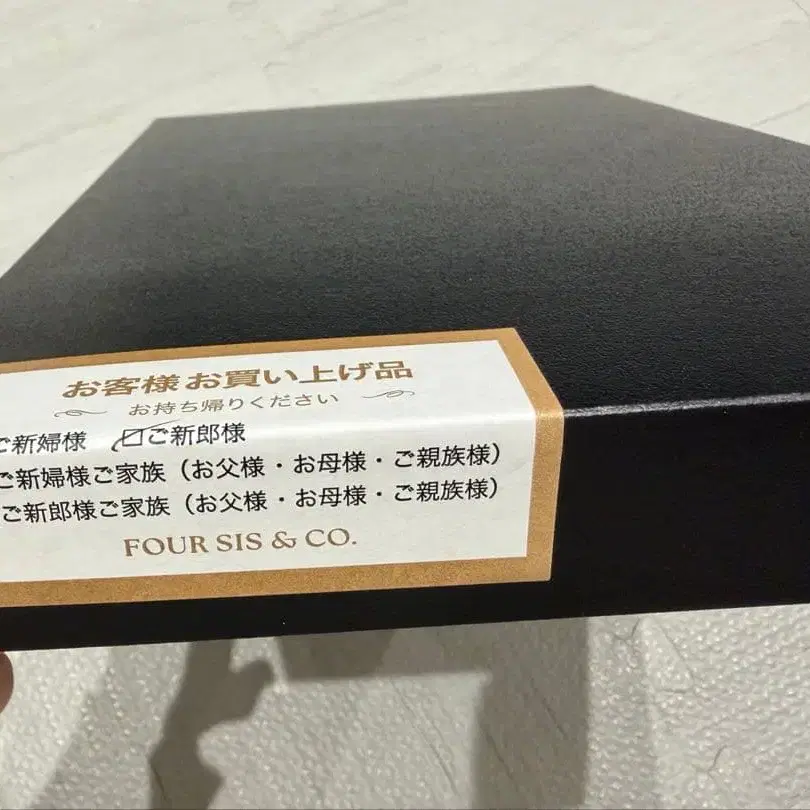 お客様お買い上げ品
お持ち帰りください
ご新婦様 ☑ご新郎様
ご新婦様ご家族（お父様・お母様・ご親族様）
ご新郎様ご家族（お父様・お母様・ご親族様）
FOUR SIS & CO.